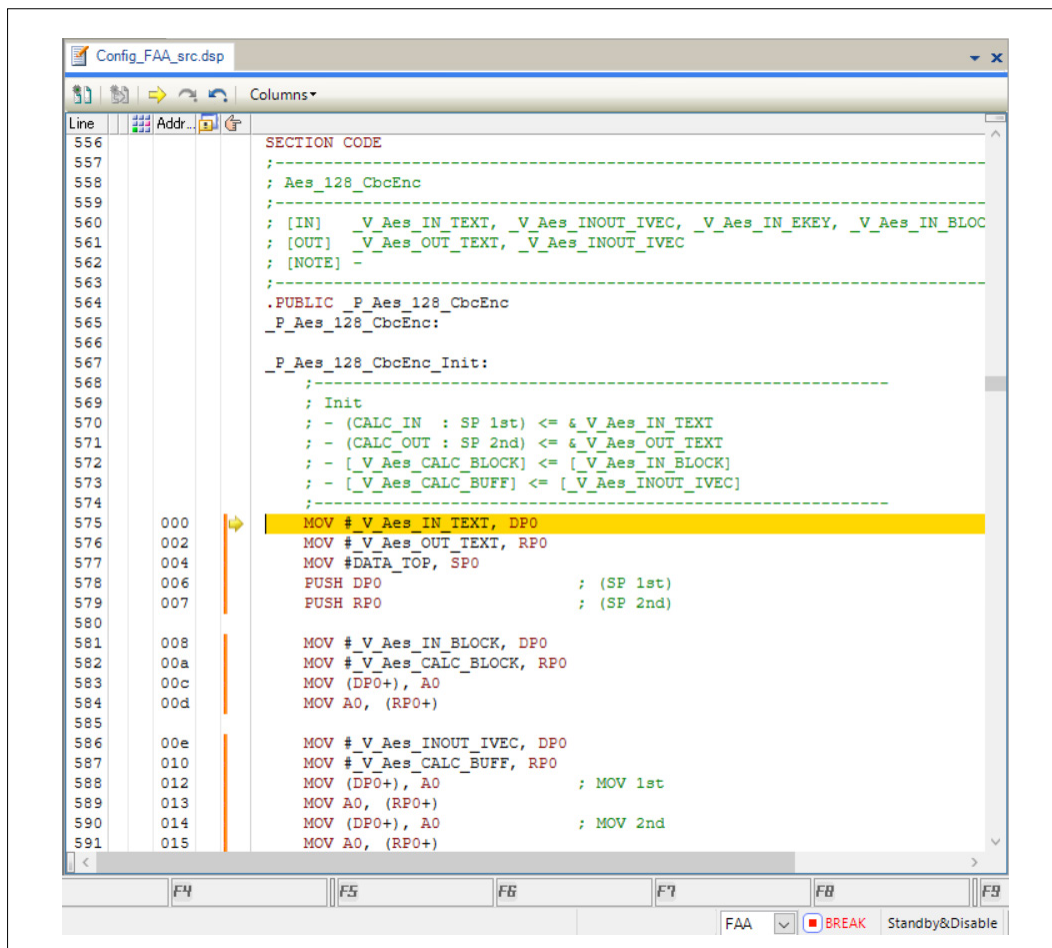 Config_FAA_src.dsp
Columns
Line Addr...
556 SECTION CODE
557 ;--------------------------------------------------------------------------
558 ; Aes_128_CbcEnc
559 ;--------------------------------------------------------------------------
560 ; [IN] _V_Aes_IN_TEXT, _V_Aes_INOUT_IVEC, _V_Aes_IN_EKEY, _V_Aes_IN_BLOC
561 ; [OUT] _V_Aes_OUT_TEXT, _V_Aes_INOUT_IVEC
562 ; [NOTE] -
563 ;--------------------------------------------------------------------------
564 .PUBLIC _P_Aes_128_CbcEnc
565 _P_Aes_128_CbcEnc:
566
567 _P_Aes_128_CbcEnc_Init:
568 ;-----------------------------------------------------------
569 ; Init
570 ; - (CALC_IN : SP 1st) <= &_V_Aes_IN_TEXT
571 ; - (CALC_OUT : SP 2nd) <= &_V_Aes_OUT_TEXT
572 ; - [_V_Aes_CALC_BLOCK] <= [_V_Aes_IN_BLOCK]
573 ; - [_V_Aes_CALC_BUFF] <= [_V_Aes_INOUT_IVEC]
574 ;-----------------------------------------------------------
575 000 MOV #_V_Aes_IN_TEXT, DP0
576 002 MOV #_V_Aes_OUT_TEXT, RP0
577 004 MOV #DATA_TOP, SP0
578 006 PUSH DP0 ; (SP 1st)
579 007 PUSH RP0 ; (SP 2nd)
580
581 008 MOV #_V_Aes_IN_BLOCK, DP0
582 00a MOV #_V_Aes_CALC_BLOCK, RP0
583 00c MOV (DP0+), A0
584 00d MOV A0, (RP0+)
585
586 00e MOV #_V_Aes_INOUT_IVEC, DP0
587 010 MOV #_V_Aes_CALC_BUFF, RP0
588 012 MOV (DP0+), A0 ; MOV 1st
589 013 MOV A0, (RP0+)
590 014 MOV (DP0+), A0 ; MOV 2nd
591 015 MOV A0, (RP0+)
F4 F5 F6 F7 F8 F9
FAA BREAK Standby&Disable